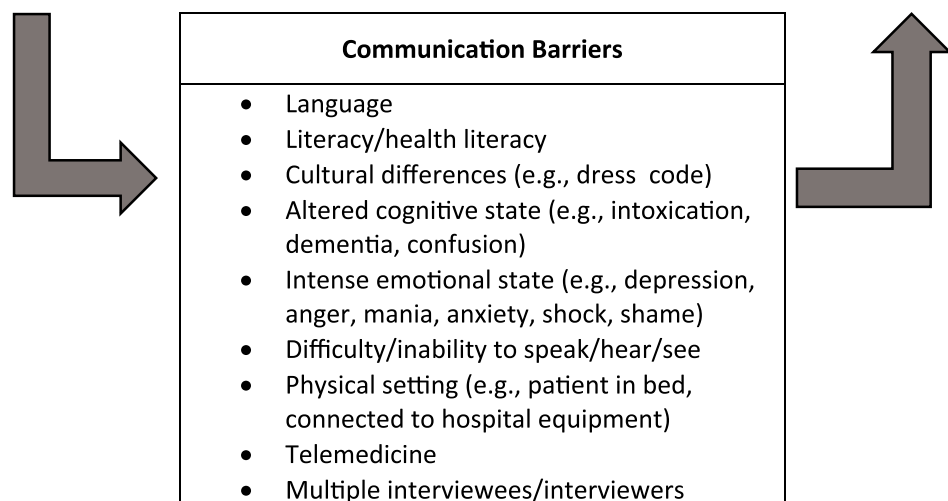 Communication Barriers
• Language
• Literacy/health literacy
• Cultural differences (e.g., dress  code)
• Altered cognitive state (e.g., intoxication,
dementia, confusion)
• Intense emotional state (e.g., depression,
anger, mania, anxiety, shock, shame)
• Difficulty/inability to speak/hear/see
• Physical setting (e.g., patient in bed,
connected to hospital equipment)
• Telemedicine
• Multiple interviewees/interviewers